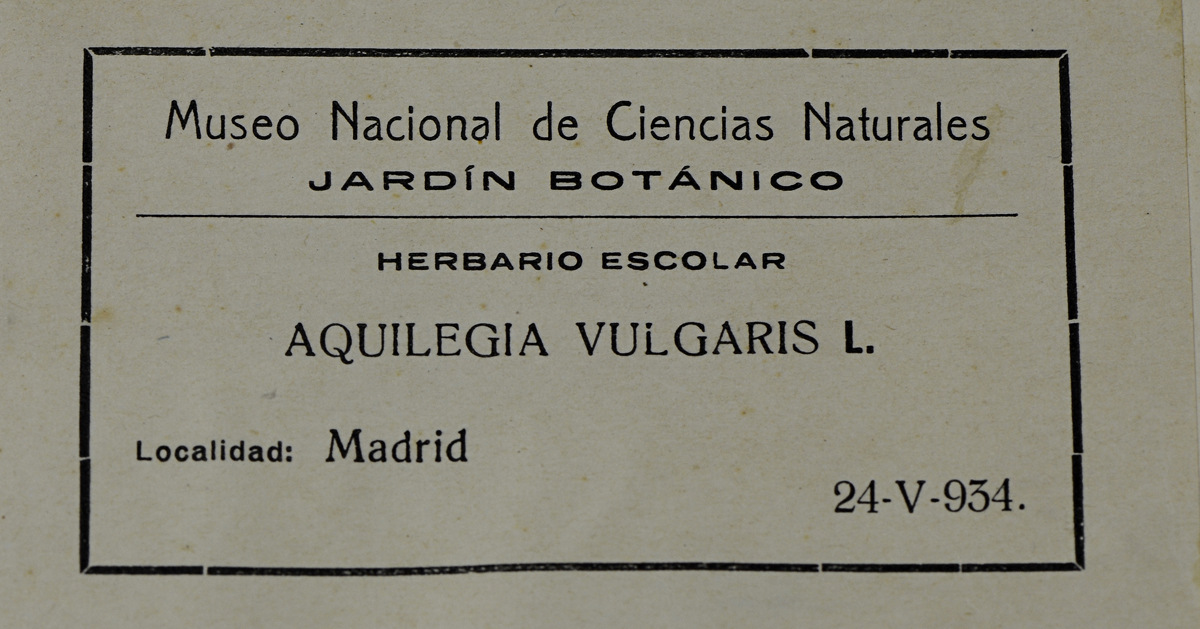 Museo Nacional de Ciencias Naturales
JARDÍN BOTÁNICO
HERBARIO ESCOLAR
AQUILEGIA VULGARIS L.
Localidad: Madrid
24-V-934.